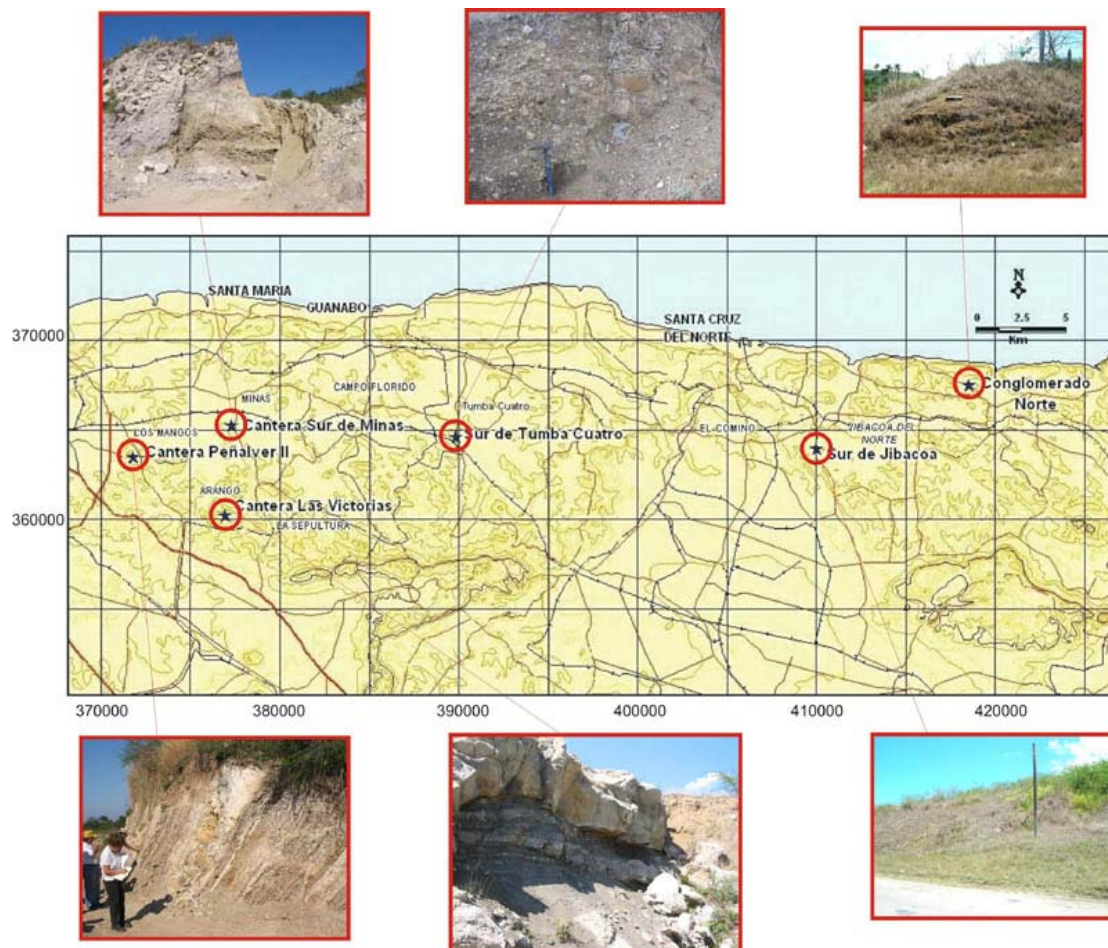 SANTA MARIA
GUANABO
N
0 2.5 5
Km
370000
SANTA CRUZ
DEL NORTE
CAMPO FLORIDO
Conglomerado
Norte
MINAS
Tumba Cuatro
Cantera Sur de Minas
Sur de Tumba Cuatro
EL COMINO
JIBACOA DEL
NORTE
LOS MANGOS
Cantera Peñalver II
Sur de Jibacoa
ARANGO
Cantera Las Victorias
360000
LA SEPULTURA
370000 380000 390000 400000 410000 420000